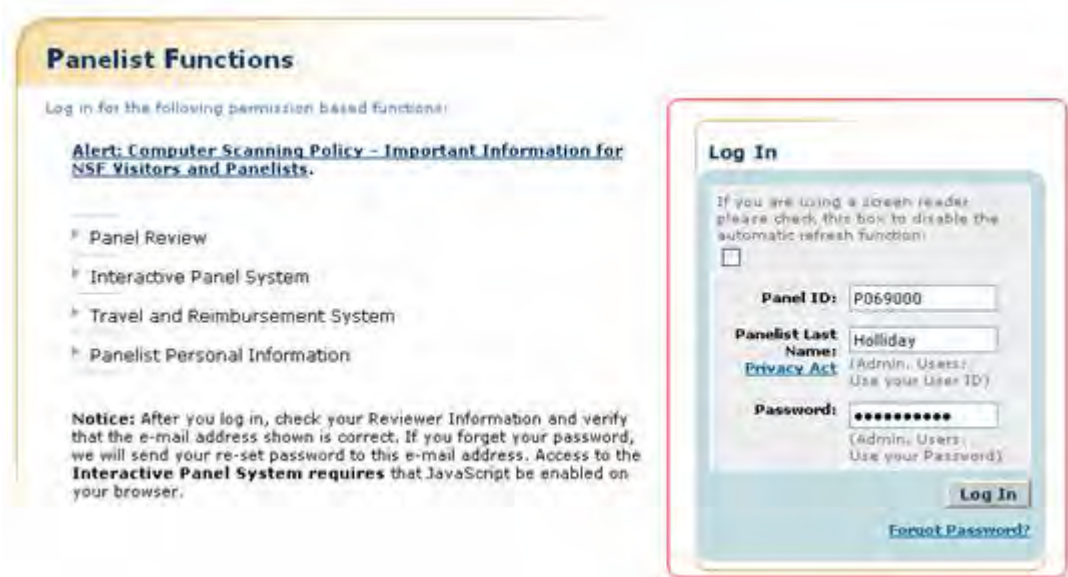 Panelist Functions
Log in for the following permission based functions:
Alert: Computer Scanning Policy - Important Information for
NSF Visitors and Panelists.
Panel Review
Interactive Panel System
Travel and Reimbursement System
Panelist Personal Information
Notice: After you log in, check your Reviewer Information and verify
that the e-mail address shown is correct. If you forget your password,
we will send your re-set password to this e-mail address. Access to the
Interactive Panel System requires that JavaScript be enabled on
your browser.
Log In
If you are using a screen reader
please check this box to disable the
automatic refresh function:
Panel ID: P069000
Panelist Last Holliday
Name:
Privacy Act (Admin. Users:
Use your User ID)
Password: ••••••••••
(Admin. Users:
Use your Password)
Log In
Forgot Password?